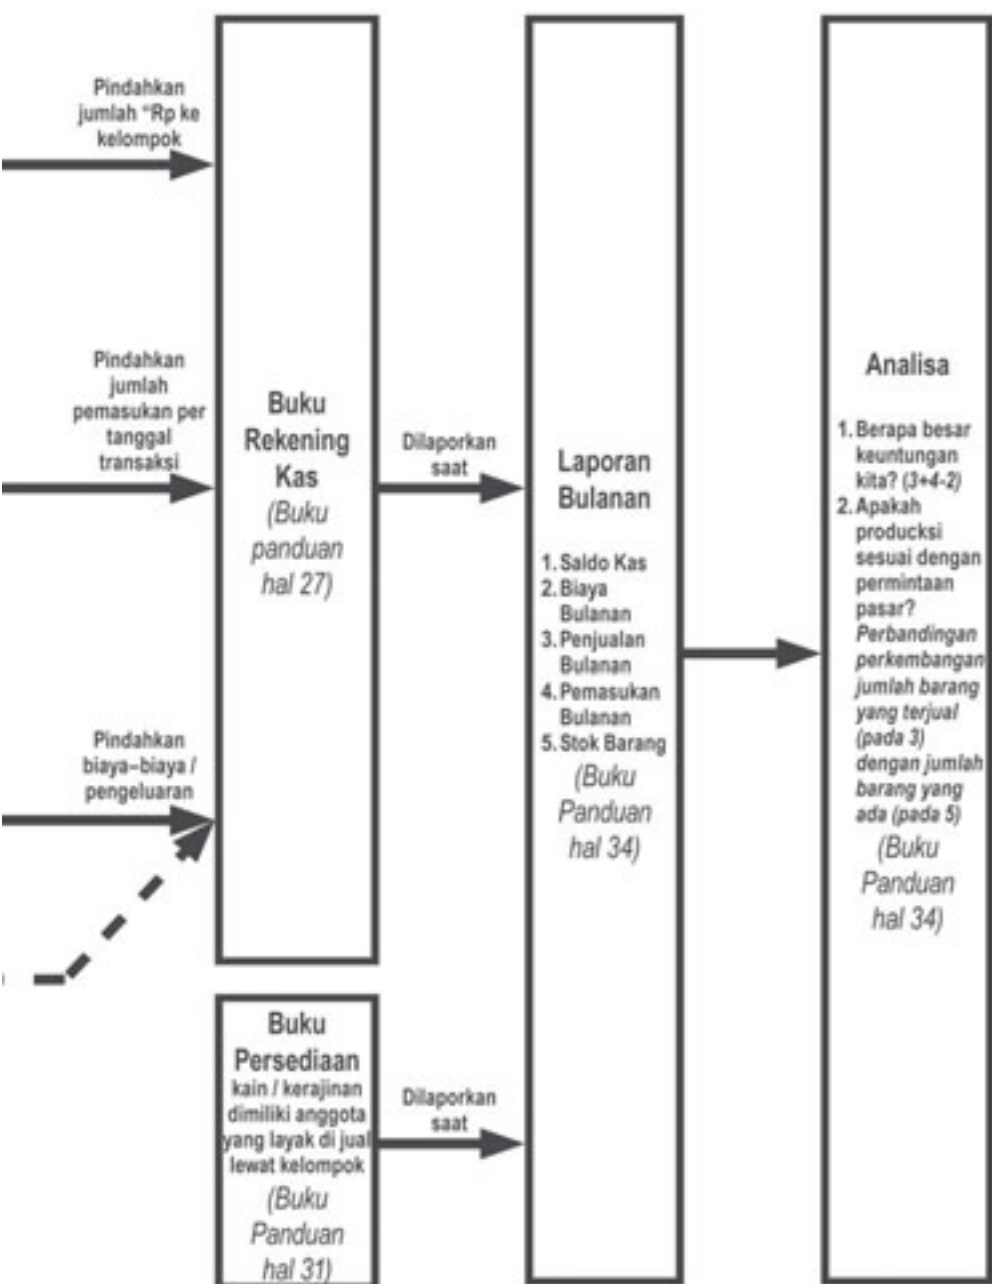 Pindahkan
jumlah "Rp ke
kelompok
Pindahkan
jumlah
pemasukan per
tanggal
transaksi
Pindahkan
biaya–biaya /
pengeluaran
Buku
Rekening
Kas
(Buku
panduan
hal 27)
Buku
Persediaan
kain / kerajinan
dimiliki anggota
yang layak di jual
lewat kelompok
(Buku
Panduan
hal 31)
Dilaporkan
saat
Dilaporkan
saat
Laporan
Bulanan
1. Saldo Kas
2. Biaya
Bulanan
3. Penjualan
Bulanan
4. Pemasukan
Bulanan
5. Stok Barang
(Buku
Panduan
hal 34)
Analisa
1. Berapa besar
keuntungan
kita? (3+4-2)
2. Apakah
producksi
sesuai dengan
permintaan
pasar?
Perbandingan
perkembangan
jumlah barang
yang terjual
(pada 3)
dengan jumlah
barang yang
ada (pada 5)
(Buku
Panduan
hal 34)